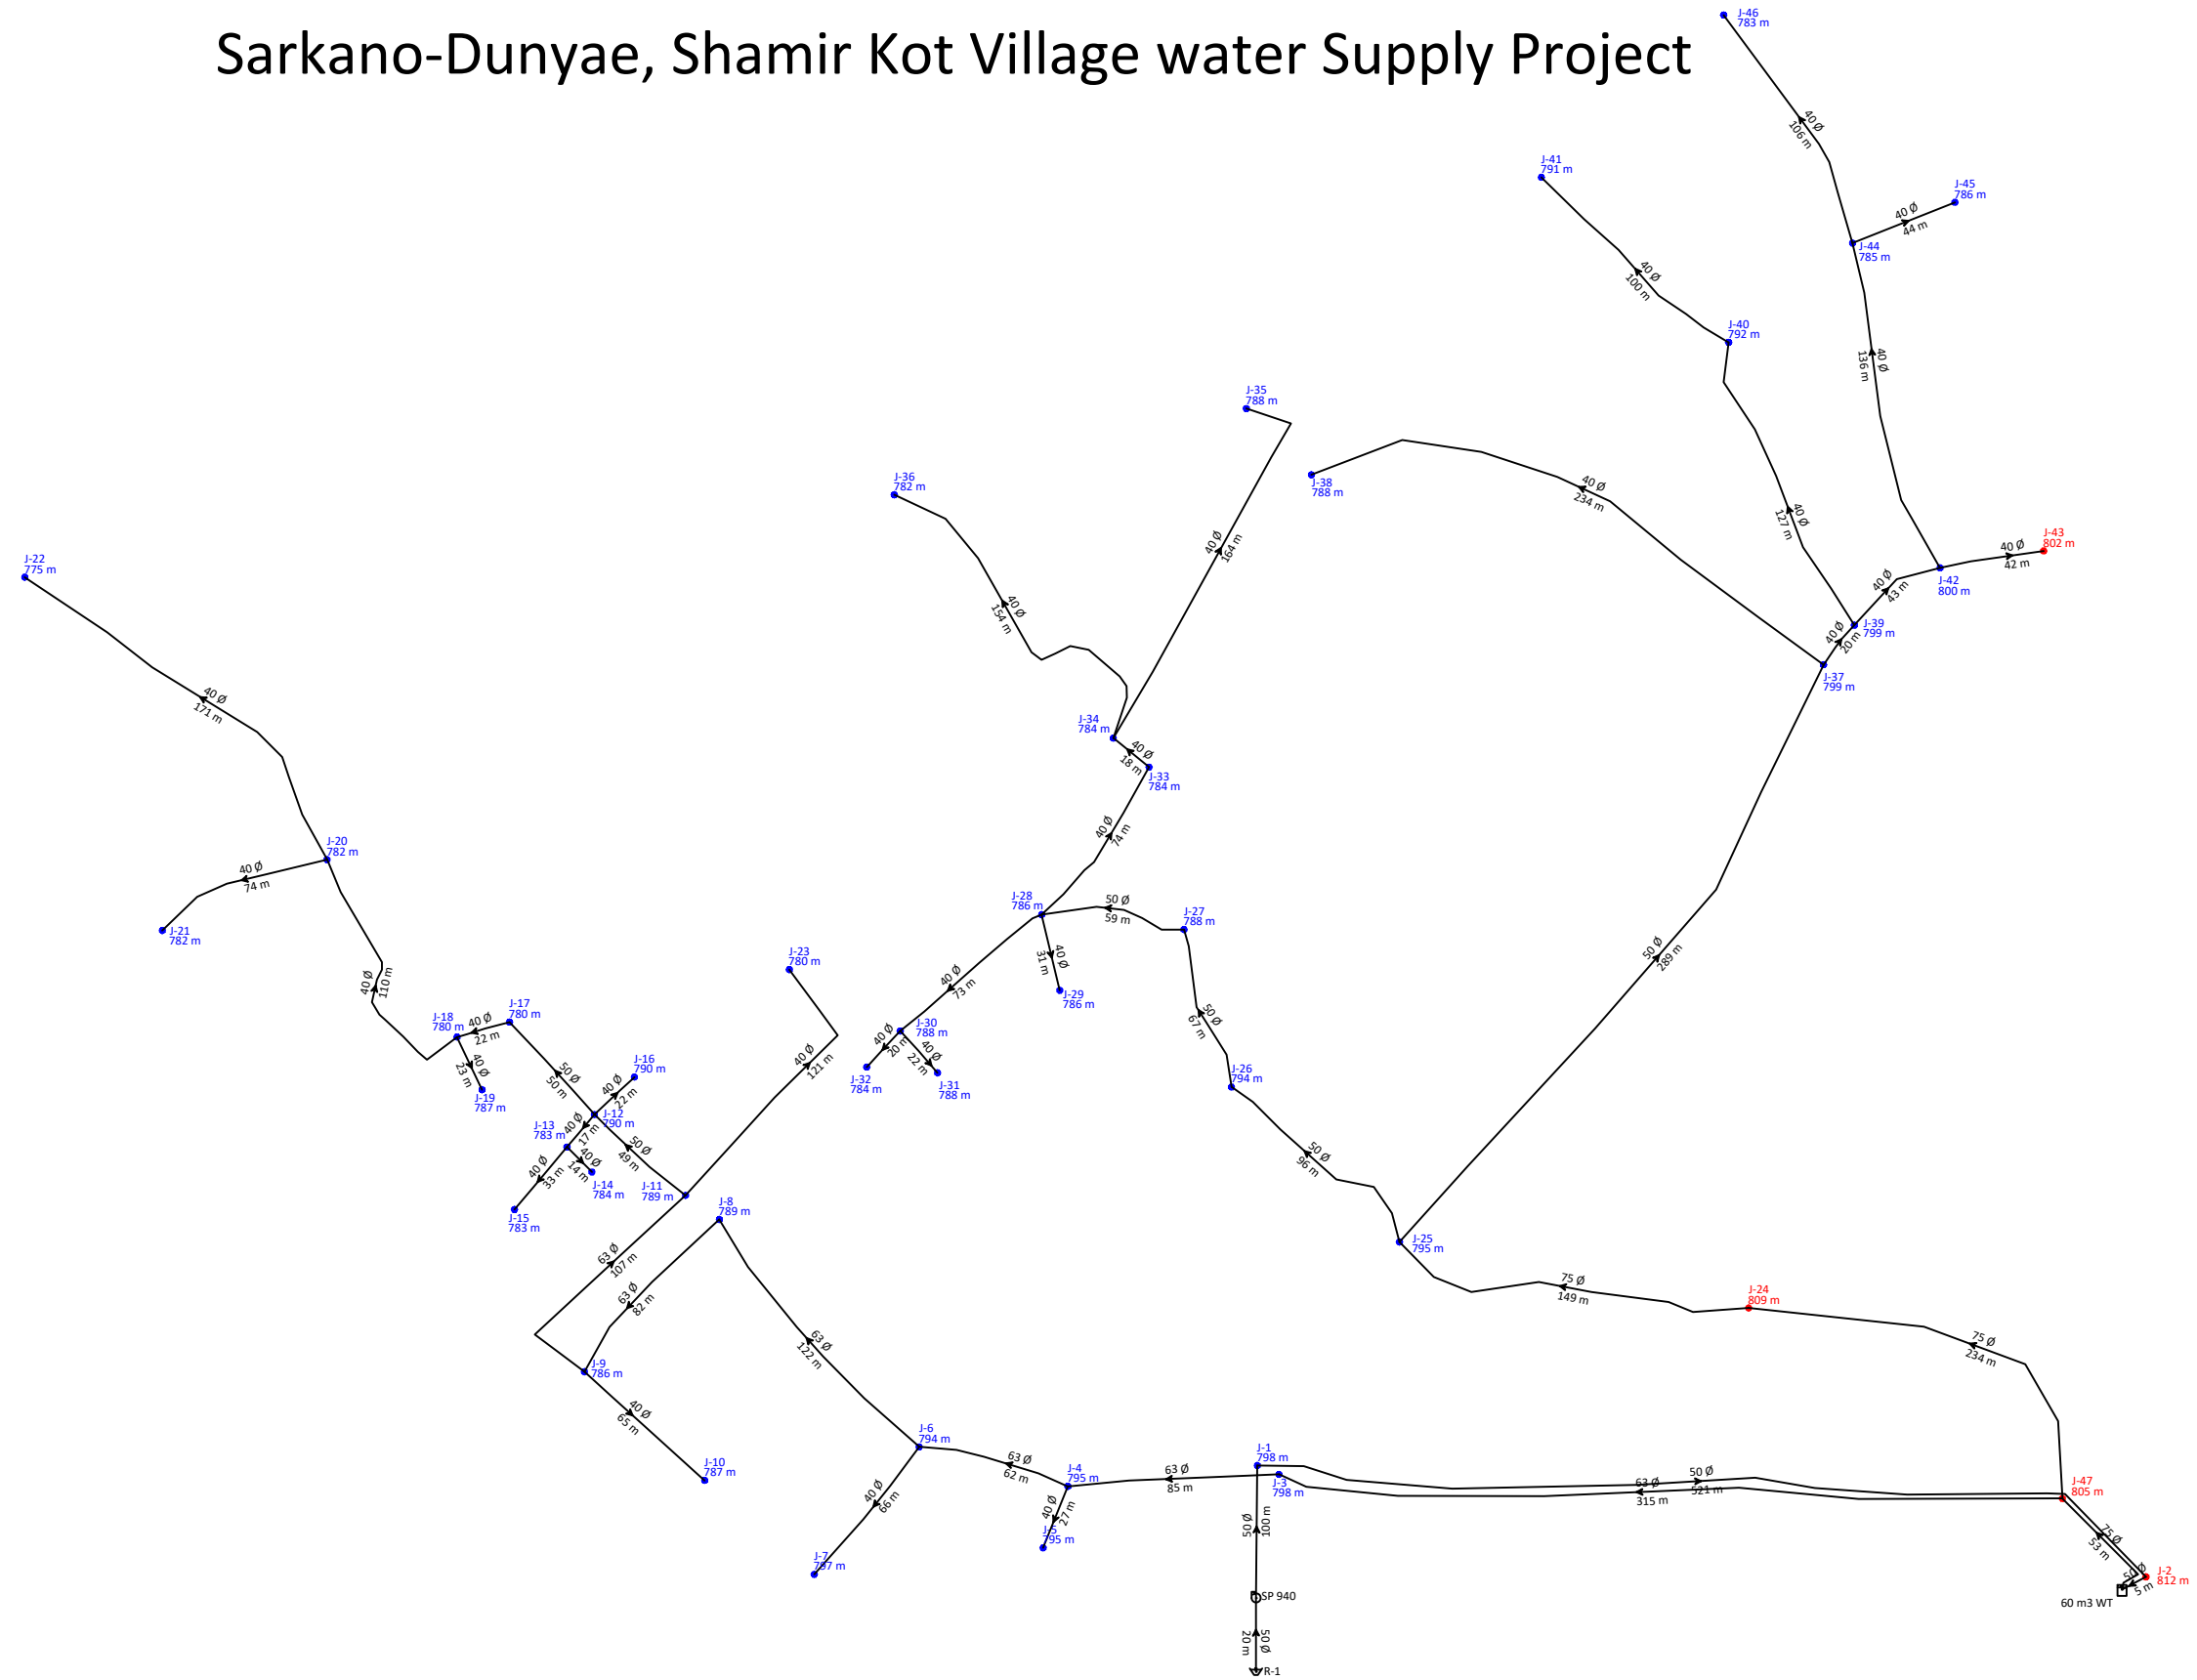 Sarkano-Dunyae, Shamir Kot Village water Supply Project
J-46
783 m
40 Ø
106 m
J-41
791 m
J-45
786 m
40 Ø
44 m
J-44
785 m
40 Ø
100 m
J-40
792 m
40 Ø
136 m
J-35
788 m
J-36
782 m
J-38
788 m
40 Ø
234 m
40 Ø
127 m
J-43
802 m
40 Ø
42 m
40 Ø
164 m
J-22
775 m
J-42
800 m
40 Ø
43 m
40 Ø
154 m
J-39
799 m
40 Ø
20 m
J-37
799 m
40 Ø
171 m
J-34
784 m
40 Ø
18 m
J-33
784 m
40 Ø
74 m
J-20
782 m
40 Ø
74 m
J-21
782 m
J-28
786 m
50 Ø
59 m
J-27
788 m
40 Ø
31 m
J-29
786 m
40 Ø
73 m
J-23
780 m
50 Ø
289 m
40 Ø
110 m
J-17
780 m
J-18
780 m
40 Ø
22 m
40 Ø
23 m
J-19
787 m
50 Ø
50 m
J-16
790 m
40 Ø
22 m
J-30
788 m
40 Ø
20 m
40 Ø
22 m
J-32
784 m
J-31
788 m
50 Ø
67 m
J-26
794 m
40 Ø
121 m
J-12
790 m
J-13
783 m
40 Ø
17 m
40 Ø
14 m
J-14
784 m
40 Ø
33 m
J-15
783 m
50 Ø
49 m
J-11
789 m
50 Ø
96 m
J-8
789 m
J-25
795 m
63 Ø
107 m
63 Ø
82 m
75 Ø
149 m
J-24
809 m
75 Ø
234 m
63 Ø
122 m
J-9
786 m
40 Ø
65 m
J-10
787 m
J-6
794 m
63 Ø
62 m
J-4
795 m
63 Ø
85 m
J-1
798 m
J-3
798 m
63 Ø
315 m
50 Ø
521 m
J-47
805 m
40 Ø
66 m
40 Ø
27 m
J-5
795 m
J-7
797 m
50 Ø
100 m
75 Ø
53 m
50 Ø
5 m
J-2
812 m
60 m3 WT
SP 940
50 Ø
20 m
R-1